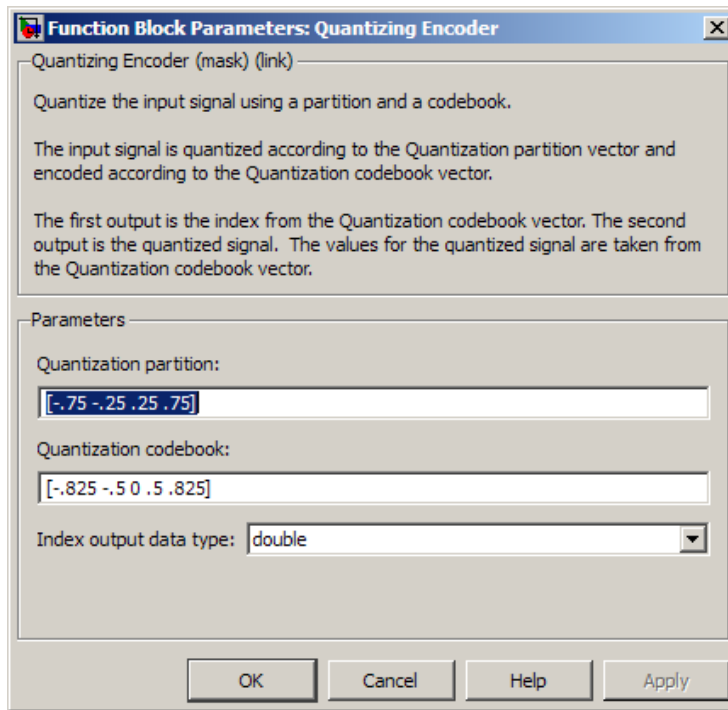 Function Block Parameters: Quantizing Encoder
Quantizing Encoder (mask) (link)
Quantize the input signal using a partition and a codebook.
The input signal is quantized according to the Quantization partition vector and
encoded according to the Quantization codebook vector.
The first output is the index from the Quantization codebook vector. The second
output is the quantized signal.  The values for the quantized signal are taken from
the Quantization codebook vector.
Parameters
Quantization partition:
[-.75 -.25 .25 .75]
Quantization codebook:
[-.825 -.5 0 .5 .825]
Index output data type: double
OK Cancel Help Apply